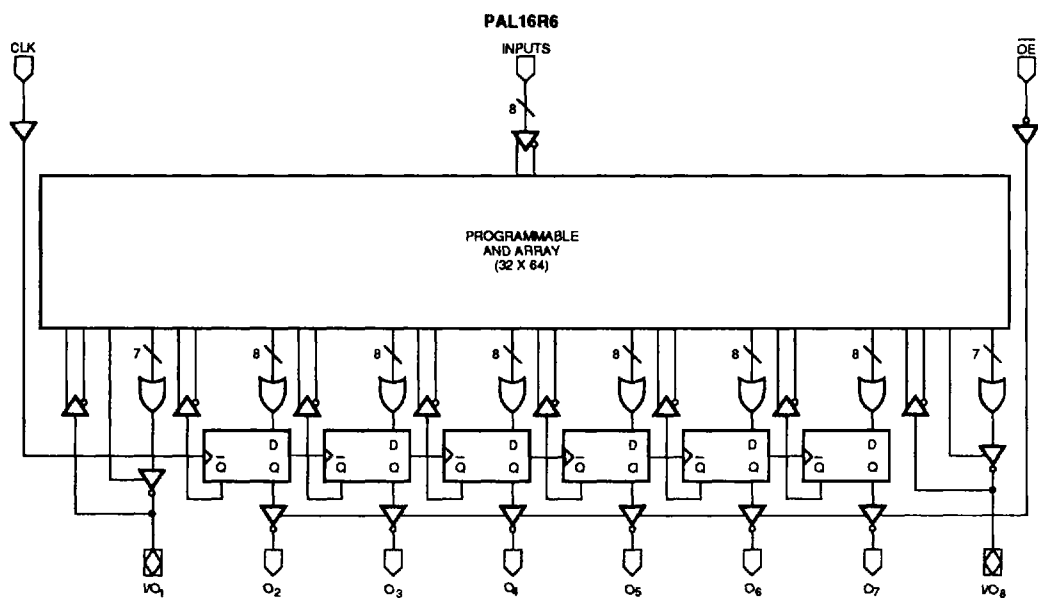 PAL16R6
CLK
INPUTS
OE
8
PROGRAMMABLE
AND ARRAY
(32 X 64)
7
8
8
8
8
8
8
7
D
Q
Q
D
Q
Q
D
Q
Q
D
Q
Q
D
Q
Q
D
Q
Q
I/O1
O2
O3
O4
O5
O6
O7
I/O8